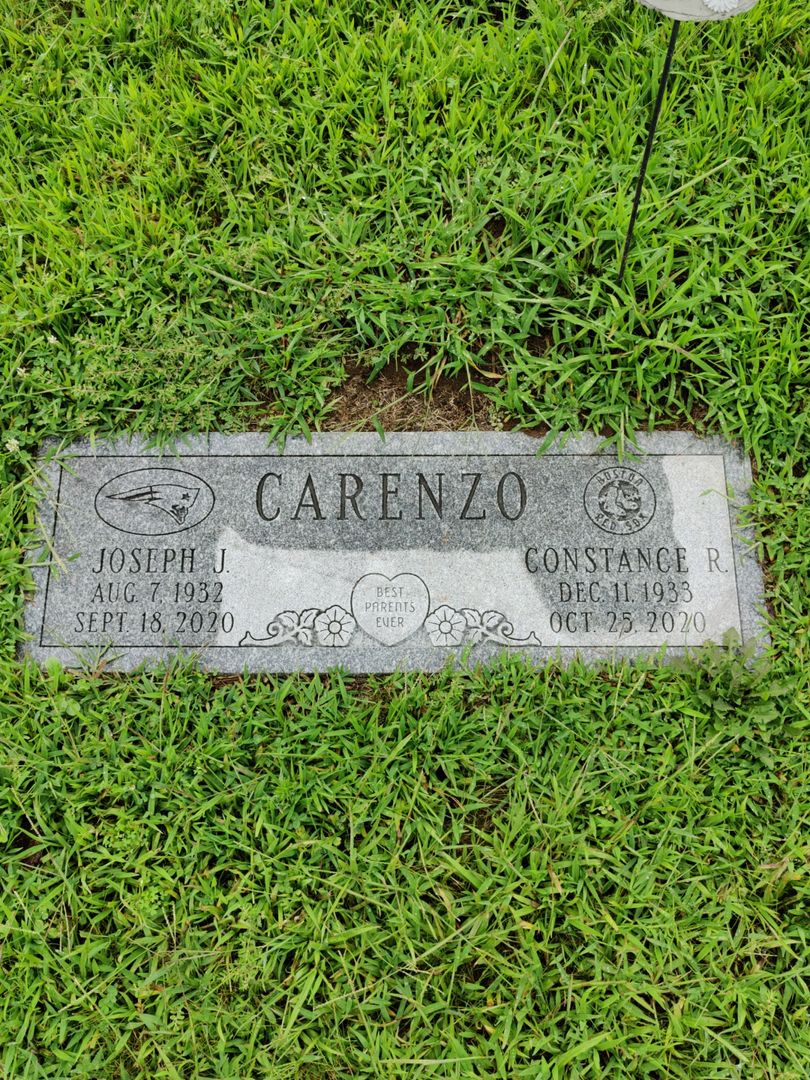 CARENZO
BOSTON
RED SOX
JOSEPH J.
AUG. 7, 1932
SEPT. 18, 2020
BEST
PARENTS
EVER
CONSTANCE R.
DEC. 11, 1933
OCT. 25, 2020